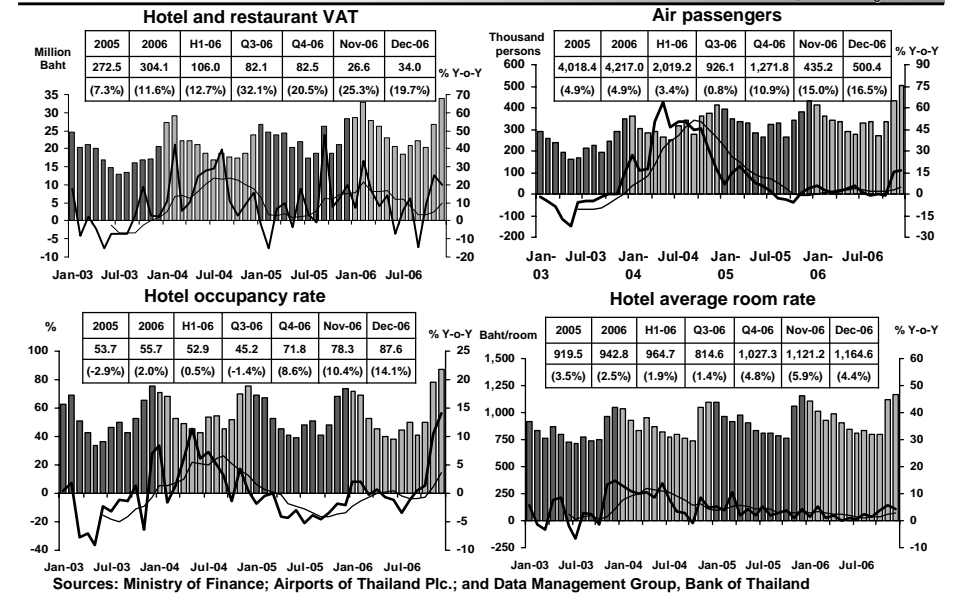 Hotel and restaurant VAT
Million Baht
2005 2006 H1-06 Q3-06 Q4-06 Nov-06 Dec-06
272.5 304.1 106.0 82.1 82.5 26.6 34.0
(7.3%) (11.6%) (12.7%) (32.1%) (20.5%) (25.3%) (19.7%)
% Y-o-Y
35 30 25 20 15 10 5 0 -5 -10
70 60 50 40 30 20 10 0 -10 -20
Jan-03 Jul-03 Jan-04 Jul-04 Jan-05 Jul-05 Jan-06 Jul-06
Air passengers
Thousand persons
2005 2006 H1-06 Q3-06 Q4-06 Nov-06 Dec-06
4,018.4 4,217.0 2,019.2 926.1 1,271.8 435.2 500.4
(4.9%) (4.9%) (3.4%) (0.8%) (10.9%) (15.0%) (16.5%)
% Y-o-Y
600 500 400 300 200 100 0 -100 -200
90 75 60 45 30 15 0 -15 -30
Jan-03 Jul-03 Jan-04 Jul-04 Jan-05 Jul-05 Jan-06 Jul-06
Hotel occupancy rate
%
2005 2006 H1-06 Q3-06 Q4-06 Nov-06 Dec-06
53.7 55.7 52.9 45.2 71.8 78.3 87.6
(-2.9%) (2.0%) (0.5%) (-1.4%) (8.6%) (10.4%) (14.1%)
% Y-o-Y
100 80 60 40 20 0 -20 -40
25 20 15 10 5 0 -5 -10
Jan-03 Jul-03 Jan-04 Jul-04 Jan-05 Jul-05 Jan-06 Jul-06
Hotel average room rate
Baht/room
2005 2006 H1-06 Q3-06 Q4-06 Nov-06 Dec-06
919.5 942.8 964.7 814.6 1,027.3 1,121.2 1,164.6
(3.5%) (2.5%) (1.9%) (1.4%) (4.8%) (5.9%) (4.4%)
% Y-o-Y
1,500 1,250 1,000 750 500 250 0 -250
60 50 40 30 20 10 0 -10
Jan-03 Jul-03 Jan-04 Jul-04 Jan-05 Jul-05 Jan-06 Jul-06
Sources: Ministry of Finance; Airports of Thailand Plc.; and Data Management Group, Bank of Thailand